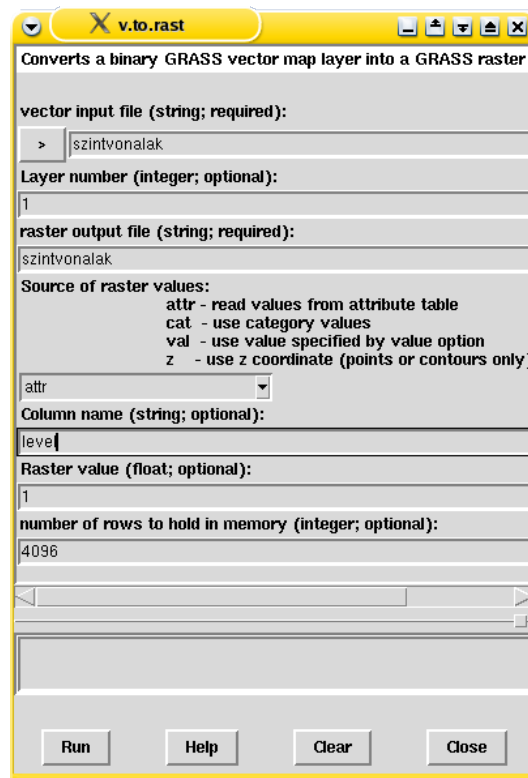 v.to.rast
Converts a binary GRASS vector map layer into a GRASS raster
vector input file (string; required):
> szintvonalak
Layer number (integer; optional):
1
raster output file (string; required):
szintvonalak
Source of raster values:
attr - read values from attribute table
cat - use category values
val - use value specified by value option
z - use z coordinate (points or contours only)
attr
Column name (string; optional):
level
Raster value (float; optional):
1
number of rows to hold in memory (integer; optional):
4096
Run Help Clear Close